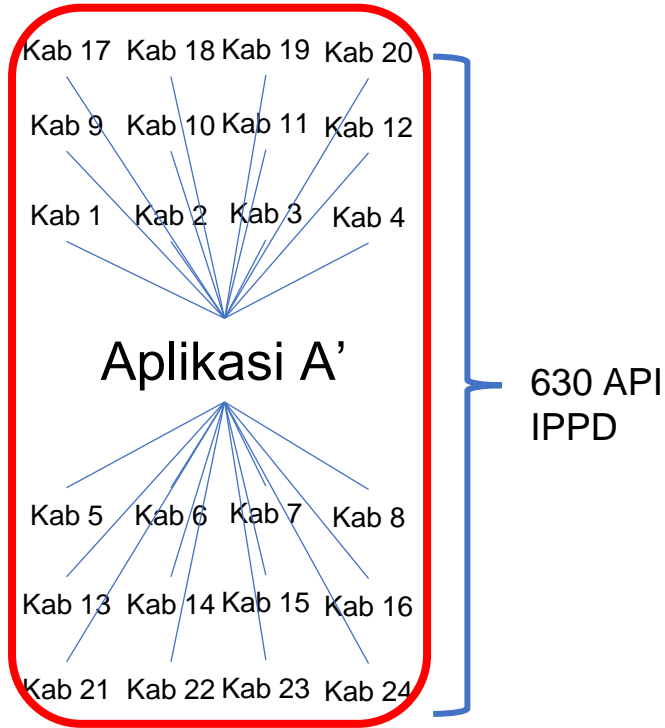 Kab 17 Kab 18 Kab 19 Kab 20
Kab 9 Kab 10 Kab 11 Kab 12
Kab 1 Kab 2 Kab 3 Kab 4
Aplikasi A’
630 API
IPPD
Kab 5 Kab 6 Kab 7 Kab 8
Kab 13 Kab 14 Kab 15 Kab 16
Kab 21 Kab 22 Kab 23 Kab 24